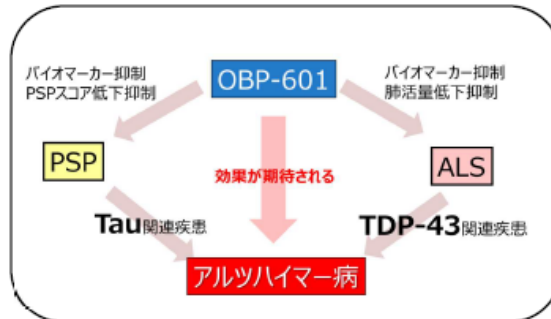 バイオマーカー抑制
PSPスコア低下抑制
OBP-601
バイオマーカー抑制
肺活量低下抑制
PSP
効果が期待される
ALS
Tau関連疾患
TDP-43関連疾患
アルツハイマー病